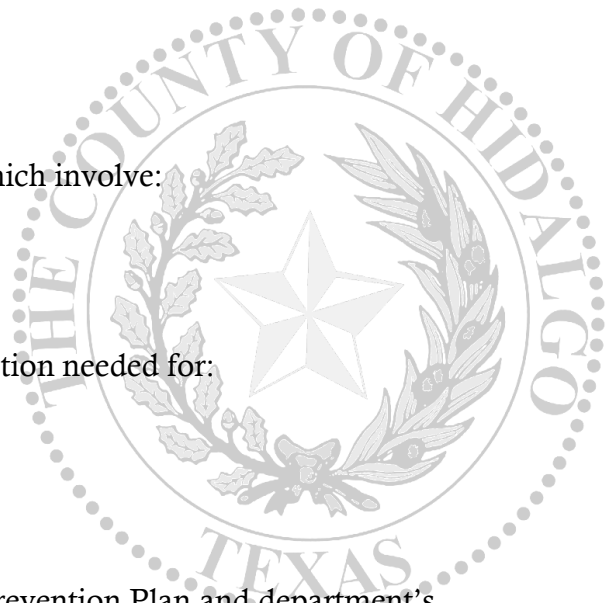 THE COUNTY OF HIDALGO
hich involve:
tion needed for:
TEXAS
revention Plan and department's